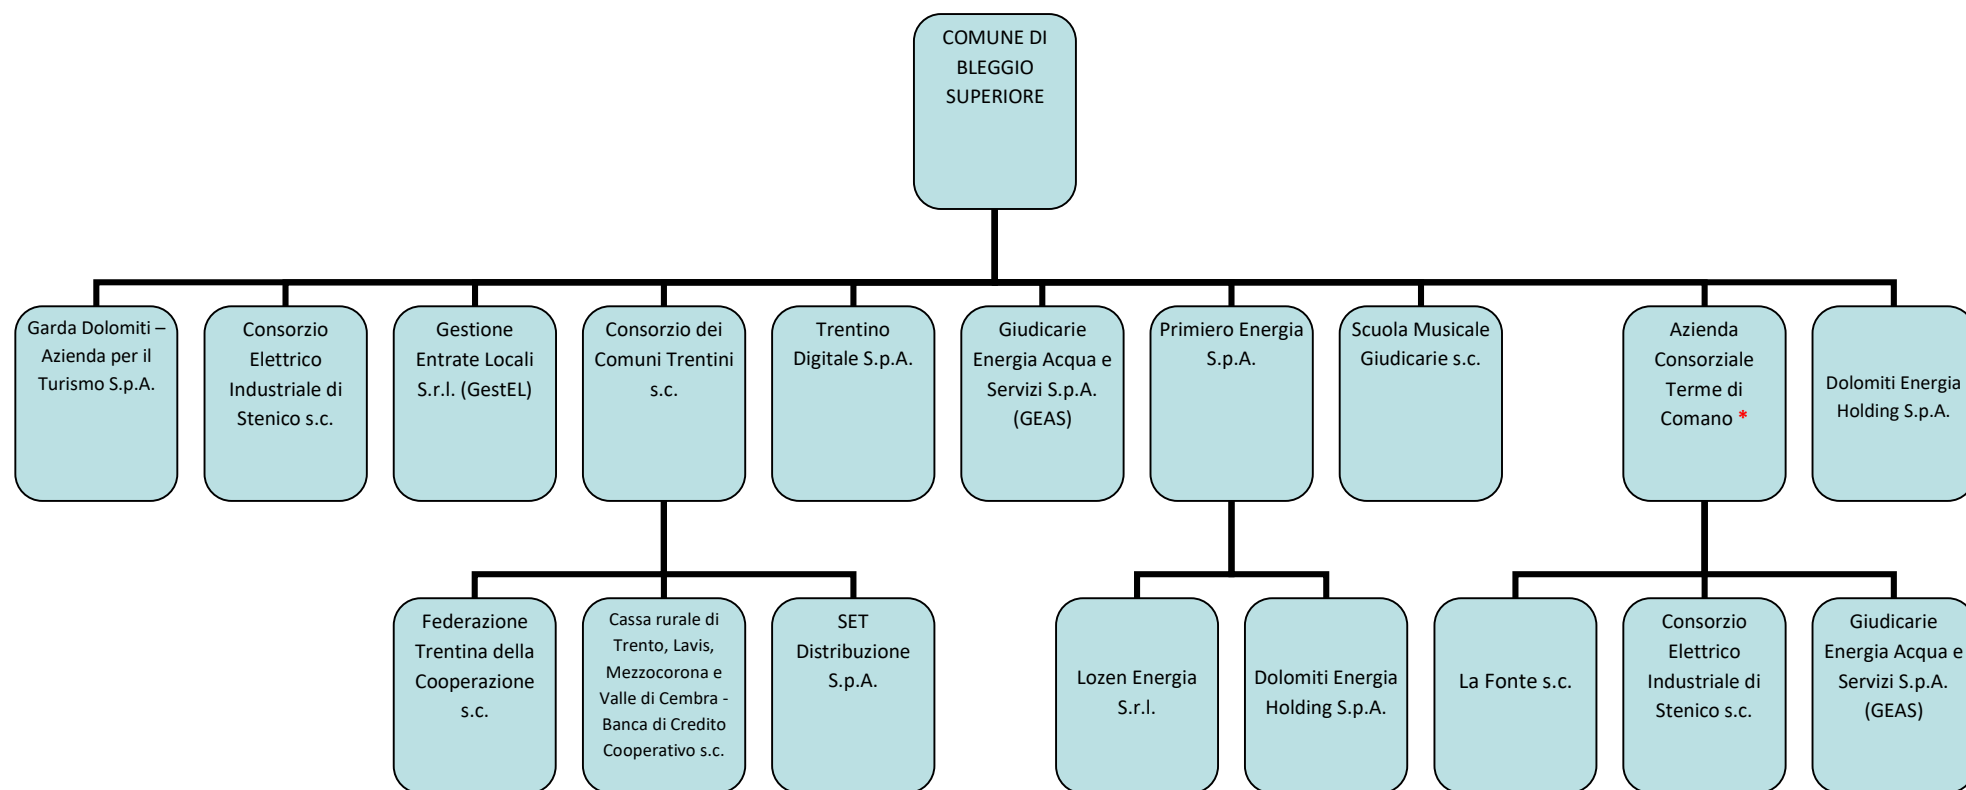 COMUNE DI
BLEGGIO
SUPERIORE
Garda Dolomiti –
Azienda per il
Turismo S.p.A.
Consorzio
Elettrico
Industriale di
Stenico s.c.
Gestione
Entrate Locali
S.r.l. (GestEL)
Consorzio dei
Comuni Trentini
s.c.
Trentino
Digitale S.p.A.
Giudicarie
Energia Acqua e
Servizi S.p.A.
(GEAS)
Primiero Energia
S.p.A.
Scuola Musicale
Giudicarie s.c.
Azienda
Consorziale
Terme di
Comano *
Dolomiti Energia
Holding S.p.A.
Federazione
Trentina della
Cooperazione
s.c.
Cassa rurale di
Trento, Lavis,
Mezzocorona e
Valle di Cembra -
Banca di Credito
Cooperativo s.c.
SET
Distribuzione
S.p.A.
Lozen Energia
S.r.l.
Dolomiti Energia
Holding S.p.A.
La Fonte s.c.
Consorzio
Elettrico
Industriale di
Stenico s.c.
Giudicarie
Energia Acqua e
Servizi S.p.A.
(GEAS)